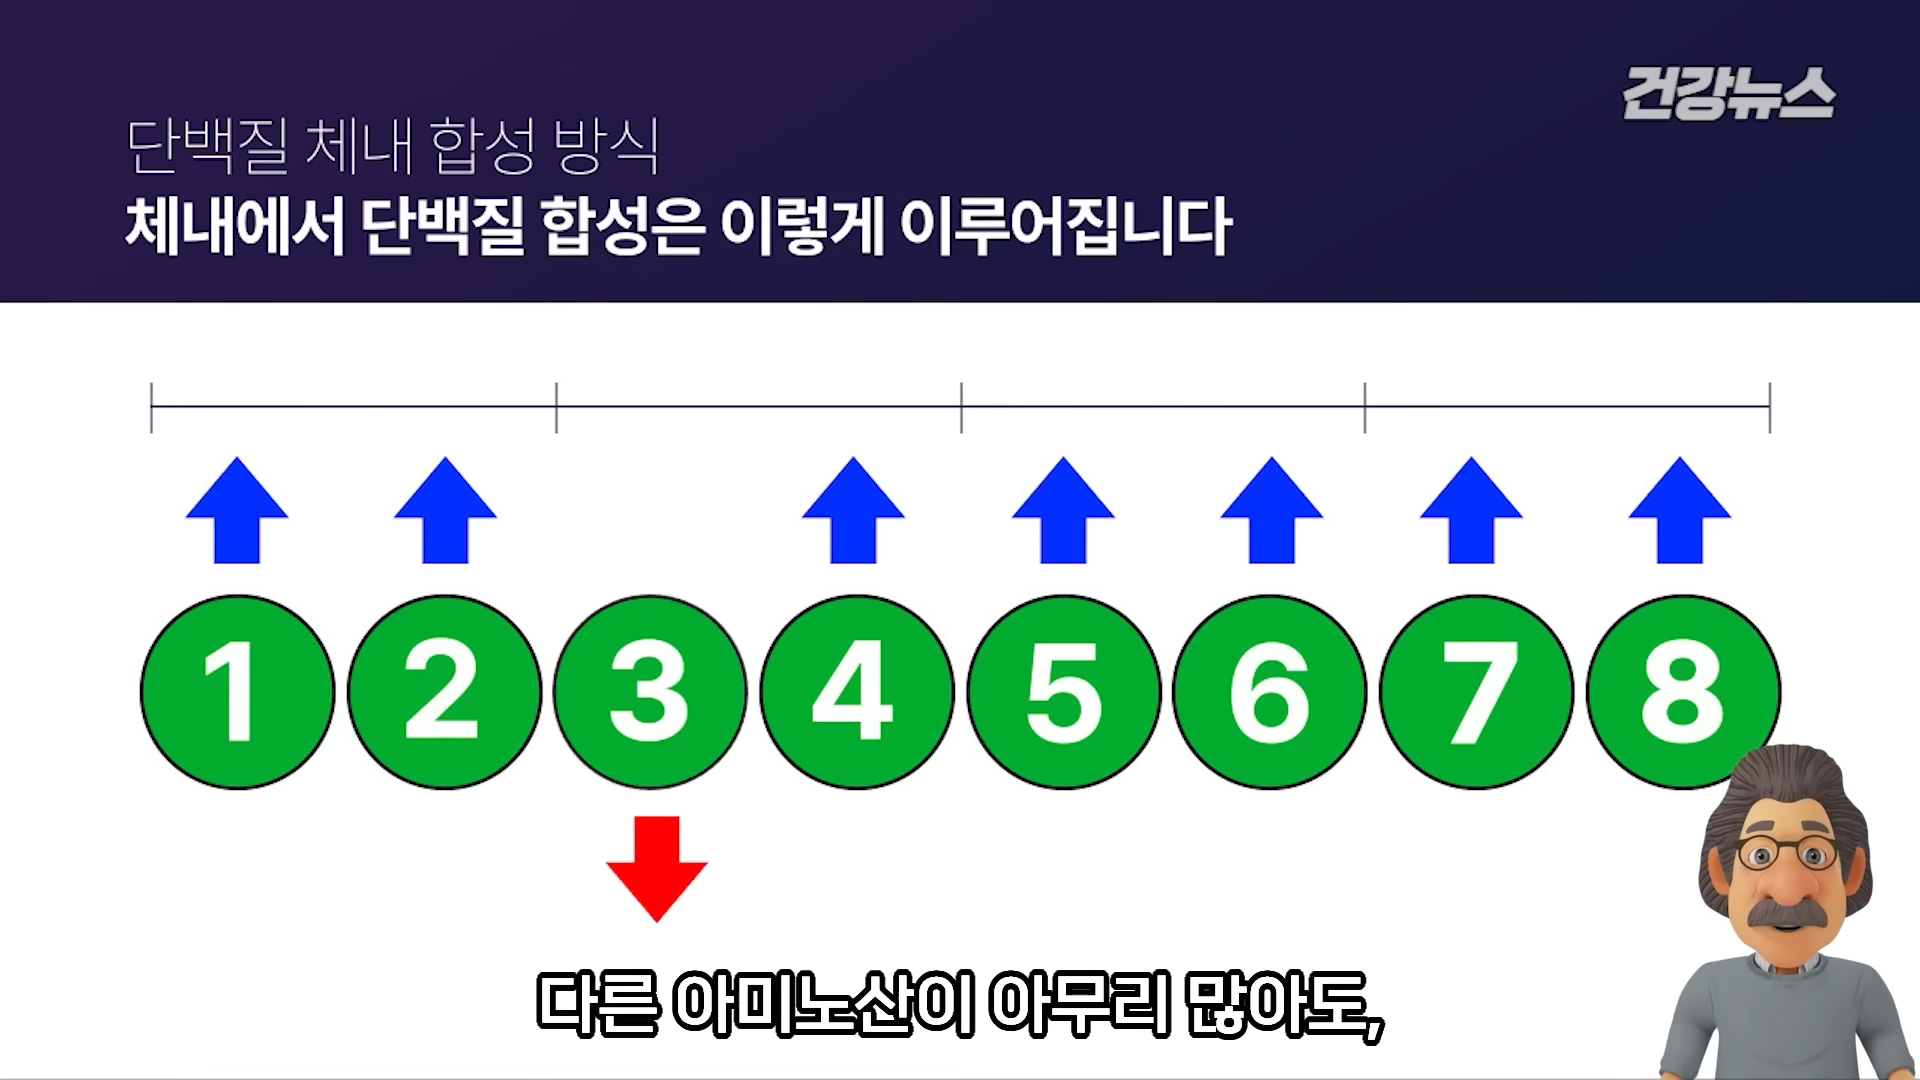 건강뉴스
단백질 체내 합성 방식
체내에서 단백질 합성은 이렇게 이루어집니다
1 2 3 4 5 6 7 8
다른 아미노산이 아무리 많아도,